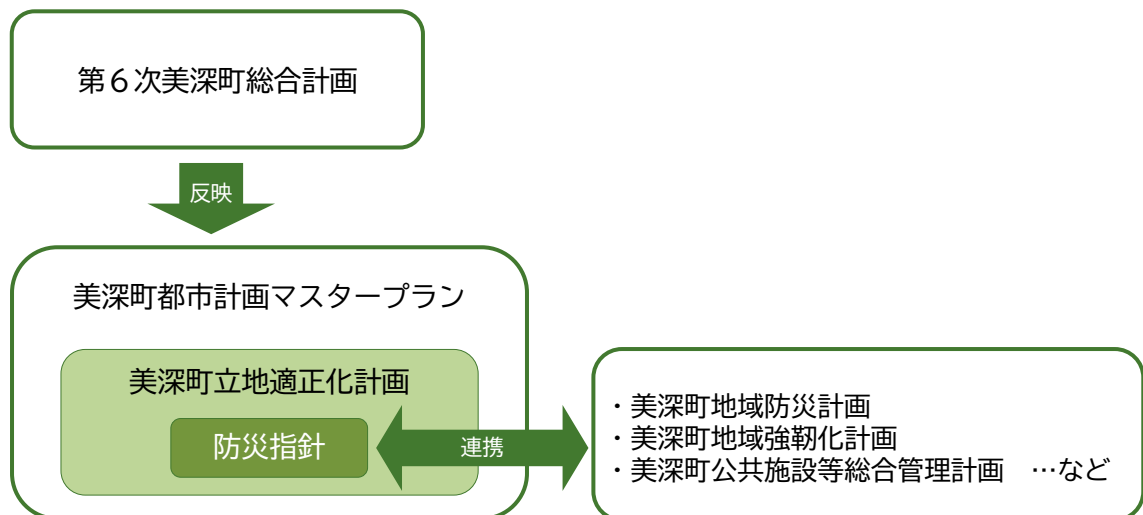 第６次美深町総合計画
反映
美深町都市計画マスタープラン
美深町立地適正化計画
防災指針
連携
・美深町地域防災計画
・美深町地域強靭化計画
・美深町公共施設等総合管理計画　…など